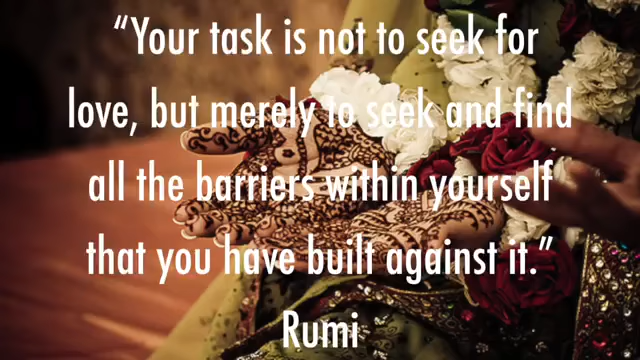 “Your task is not to seek for
love, but merely to seek and find
all the barriers within yourself
that you have built against it.”
Rumi